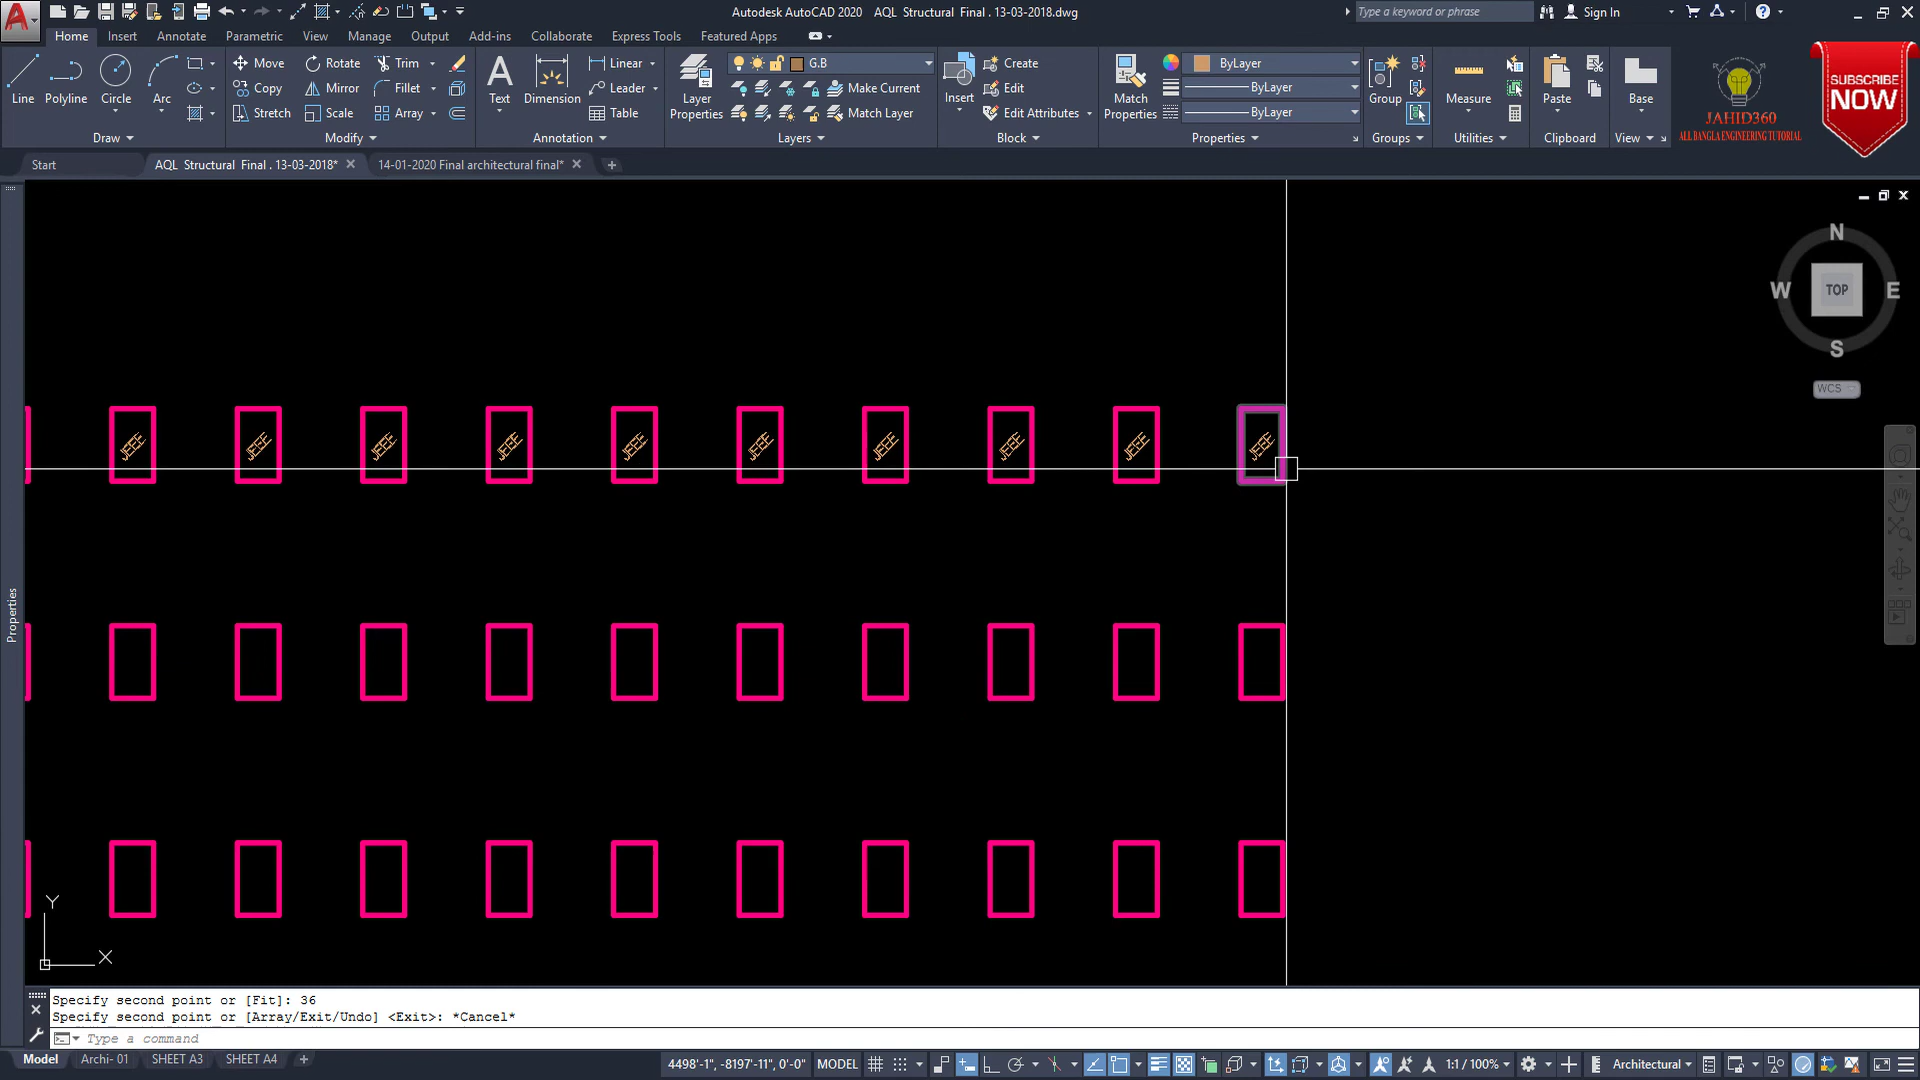 Autodesk AutoCAD 2020 AQL Structural Final . 13-03-2018.dwg
Type a keyword or phrase
Sign In
Home Insert Annotate Parametric View Manage Output Add-ins Collaborate Express Tools Featured Apps
Line Polyline Circle Arc
Draw
Move Rotate Trim
Copy Mirror Fillet
Stretch Scale Array
Modify
Text Dimension
Linear
Leader
Table
Annotation
Layer Properties
G.B
Make Current
Match Layer
Layers
Insert
Create
Edit
Edit Attributes
Block
Match Properties
ByLayer
ByLayer
ByLayer
Properties
Group
Groups
Measure
Utilities
Paste
Clipboard
Base
View
JAHID360
ALL BANGLA ENGINEERING TUTORIAL
SUBSCRIBE
NOW
Start
AQL Structural Final . 13-03-2018*
14-01-2020 Final architectural final*
N
W TOP E
S
WCS
Properties
Y
X
Specify second point or [Fit]: 36
Specify second point or [Array/Exit/Undo] <Exit>: *Cancel*
Type a command
Model Archi- 01 SHEET A3 SHEET A4
4498'-1", -8197'-11", 0'-0" MODEL
1:1 / 100%
Architectural